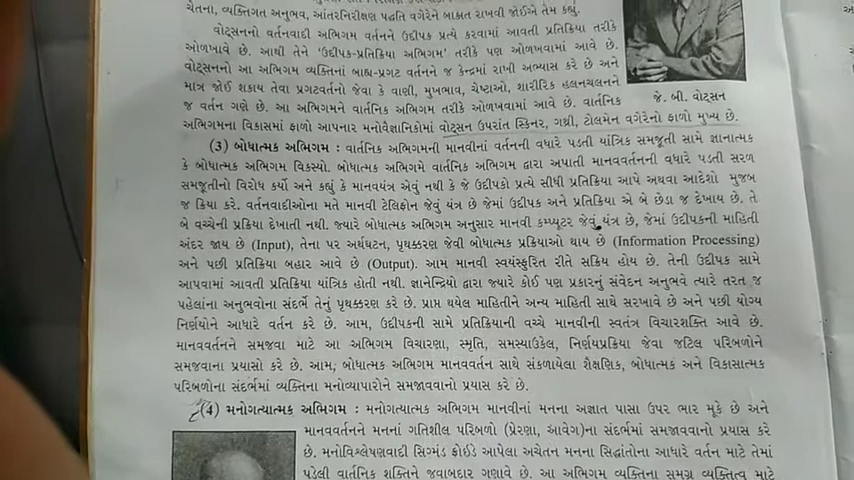 ચેતના, વ્યક્તિગત અનુભવ, આંતરનિરીક્ષણ પદ્ધતિ વગેરેને બાકાત રાખવી જોઈએ તેમ કહ્યું.
વોટ્સનનો વર્તનવાદી અભિગમ વર્તનને ઉદ્દીપક પ્રત્યે કરવામાં આવતી પ્રતિક્રિયા તરીકે
ઓળખાવે છે. આથી તેને 'ઉદ્દીપક-પ્રતિક્રિયા અભિગમ' તરીકે પણ ઓળખવામાં આવે છે.
વોટ્સનનો આ અભિગમ વ્યક્તિનાં બાહ્ય-પ્રગટ વર્તનને જ કેન્દ્રમાં રાખી અભ્યાસ કરે છે અને
માત્ર જોઈ શકાય તેવા પ્રગટવર્તનો જેવા કે વાણી, મુખભાવ, ચેષ્ટાઓ, શારીરિક હલનચલનને
જ વર્તન ગણે છે. આ અભિગમને વાર્તનિક અભિગમ તરીકે ઓળખવામાં આવે છે. વાર્તનિક
જે. બી. વોટ્સન
અભિગમના વિકાસમાં ફાળો આપનાર મનોવૈજ્ઞાનિકોમાં વોટ્સન ઉપરાંત સ્કિનર, ગથ્રી, ટોલમેન વગેરેનો ફાળો મુખ્ય છે.
(3) બોધાત્મક અભિગમ : વાર્તનિક અભિગમની માનવીનાં વર્તનની વધારે પડતી યાંત્રિક સમજૂતી સામે જ્ઞાનાત્મક
કે બોધાત્મક અભિગમ વિકસ્યો. બોધાત્મક અભિગમે વાર્તનિક અભિગમ દ્વારા અપાતી માનવવર્તનની વધારે પડતી સરળ
સમજૂતીનો વિરોધ કર્યો અને કહ્યું કે માનવયંત્ર એવું નથી કે જે ઉદ્દીપકો પ્રત્યે સીધી પ્રતિક્રિયા આપે અથવા આદેશો મુજબ
જ ક્રિયા કરે. વર્તનવાદીઓના મતે માનવી ટેલિફોન જેવું યંત્ર છે જેમાં ઉદ્દીપક અને પ્રતિક્રિયા એ બે છેડા જ દેખાય છે. તે
બે વચ્ચેની પ્રક્રિયા દેખાતી નથી. જ્યારે બોધાત્મક અભિગમ અનુસાર માનવી કમ્પ્યૂટર જેવું યંત્ર છે, જેમાં ઉદ્દીપકની માહિતી
અંદર જાય છે (Input), તેના પર અર્થઘટન, પૃથક્કરણ જેવી બોધાત્મક પ્રક્રિયાઓ થાય છે (Information Processing)
અને પછી પ્રતિક્રિયા બહાર આવે છે (Output). આમ માનવી સ્વયંસ્ફુરિત રીતે સક્રિય હોય છે. તેની ઉદ્દીપક સામે
આપવામાં આવતી પ્રતિક્રિયા યાંત્રિક હોતી નથી. જ્ઞાનેન્દ્રિયો દ્વારા જ્યારે કોઈ પણ પ્રકારનું સંવેદન અનુભવે ત્યારે તરત જ
પહેલાંના અનુભવોના સંદર્ભે તેનું પૃથક્કરણ કરે છે. પ્રાપ્ત થયેલ માહિતીને અન્ય માહિતી સાથે સરખાવે છે અને પછી યોગ્ય
નિર્ણયોને આધારે વર્તન કરે છે. આમ, ઉદ્દીપકની સામે પ્રતિક્રિયાની વચ્ચે માનવીની સ્વતંત્ર વિચારશક્તિ આવે છે.
માનવવર્તનને સમજવા માટે આ અભિગમ વિચારણા, સ્મૃતિ, સમસ્યાઉકેલ, નિર્ણયપ્રક્રિયા જેવા જટિલ પરિબળોને
સમજવાના પ્રયાસો કરે છે. આમ, બોધાત્મક અભિગમ માનવવર્તન સાથે સંકળાયેલા શૈક્ષણિક, બોધાત્મક અને વિકાસાત્મક
પરિબળોના સંદર્ભમાં વ્યક્તિના મનોવ્યાપારોને સમજાવવાનો પ્રયાસ કરે છે.
(4) મનોગત્યાત્મક અભિગમ : મનોગત્યાત્મક અભિગમ માનવીનાં મનના અજ્ઞાત પાસા ઉપર ભાર મૂકે છે અને
માનવવર્તનને મનનાં ગતિશીલ પરિબળો (પ્રેરણા, આવેગ)ના સંદર્ભમાં સમજાવવાનો પ્રયાસ કરે
છે. મનોવિશ્લેષણવાદી સિગ્મંડ ફ્રોઈડે આપેલા અચેતન મનના સિદ્ધાંતોના આધારે વર્તન માટે તેમાં
પડેલી વાર્તનિક શક્તિને જવાબદાર ગણાવે છે. આ અભિગમ વ્યક્તિના સમગ્ર વ્યક્તિત્વ માટે